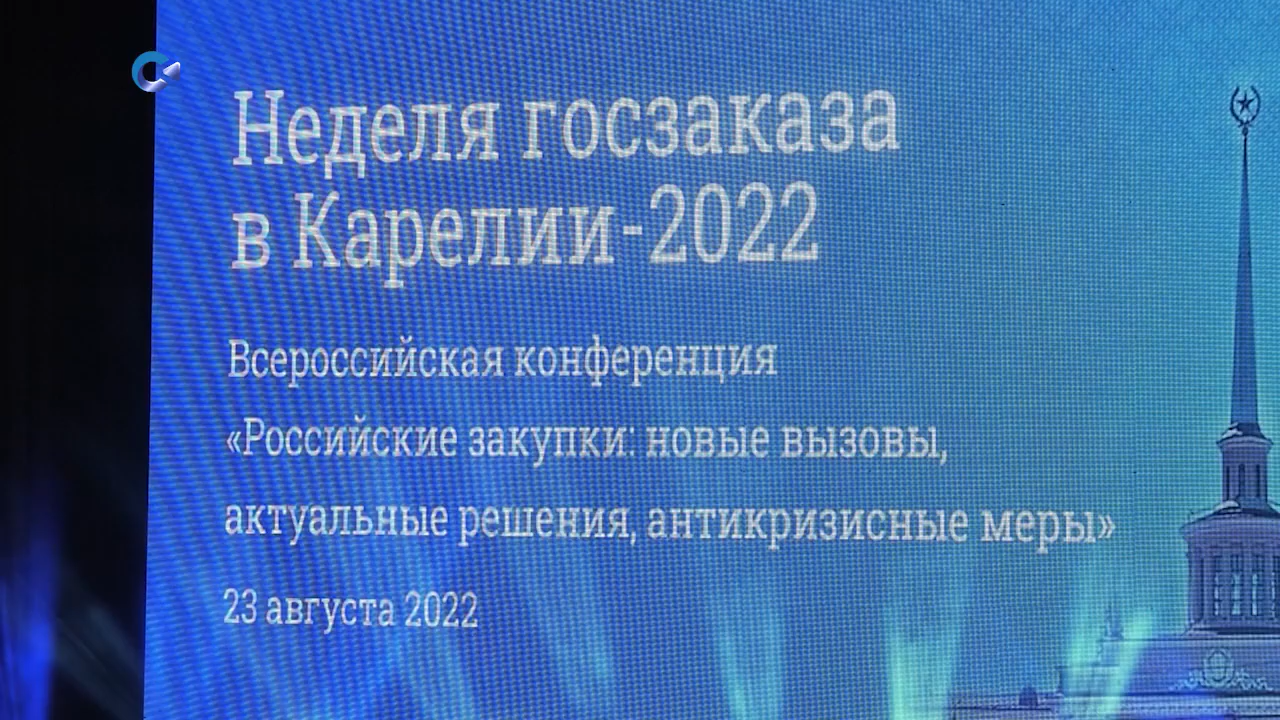 Неделя госзаказа
в Карелии-2022
Всероссийская конференция
«Российские закупки: новые вызовы,
актуальные решения, антикризисные меры»
23 августа 2022